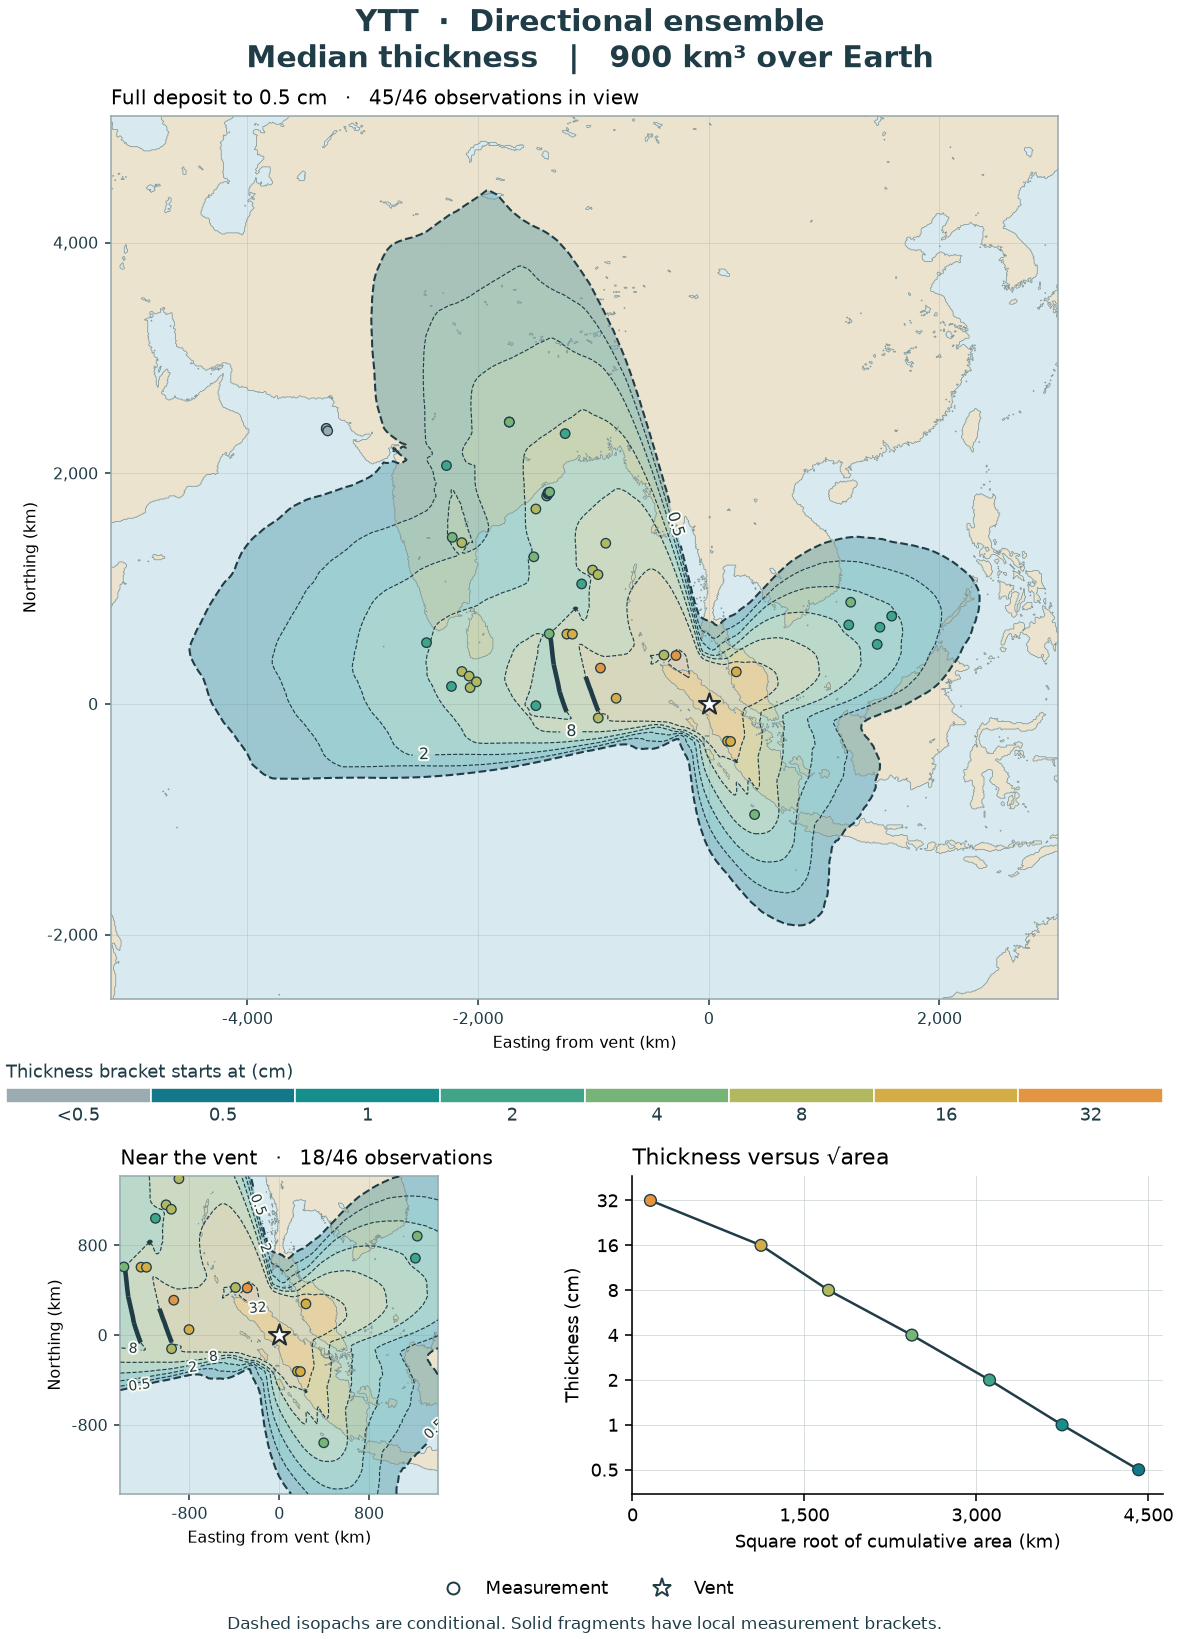 YTT · Directional ensemble
Median thickness | 900 km³ over Earth
Full deposit to 0.5 cm · 45/46 observations in view
4,000
2,000
0
-2,000
Northing (km)
0.5
8
2
-4,000
-2,000
0
2,000
Easting from vent (km)
Thickness bracket starts at (cm)
<0.5
0.5
1
2
4
8
16
32
Near the vent · 18/46 observations
800
0
-800
Northing (km)
0.5
2
32
8
8
2
0.5
0.5
-800
0
800
Easting from vent (km)
Thickness versus √area
32
16
8
4
2
1
0.5
Thickness (cm)
0
1,500
3,000
4,500
Square root of cumulative area (km)
Measurement
Vent
Dashed isopachs are conditional. Solid fragments have local measurement brackets.